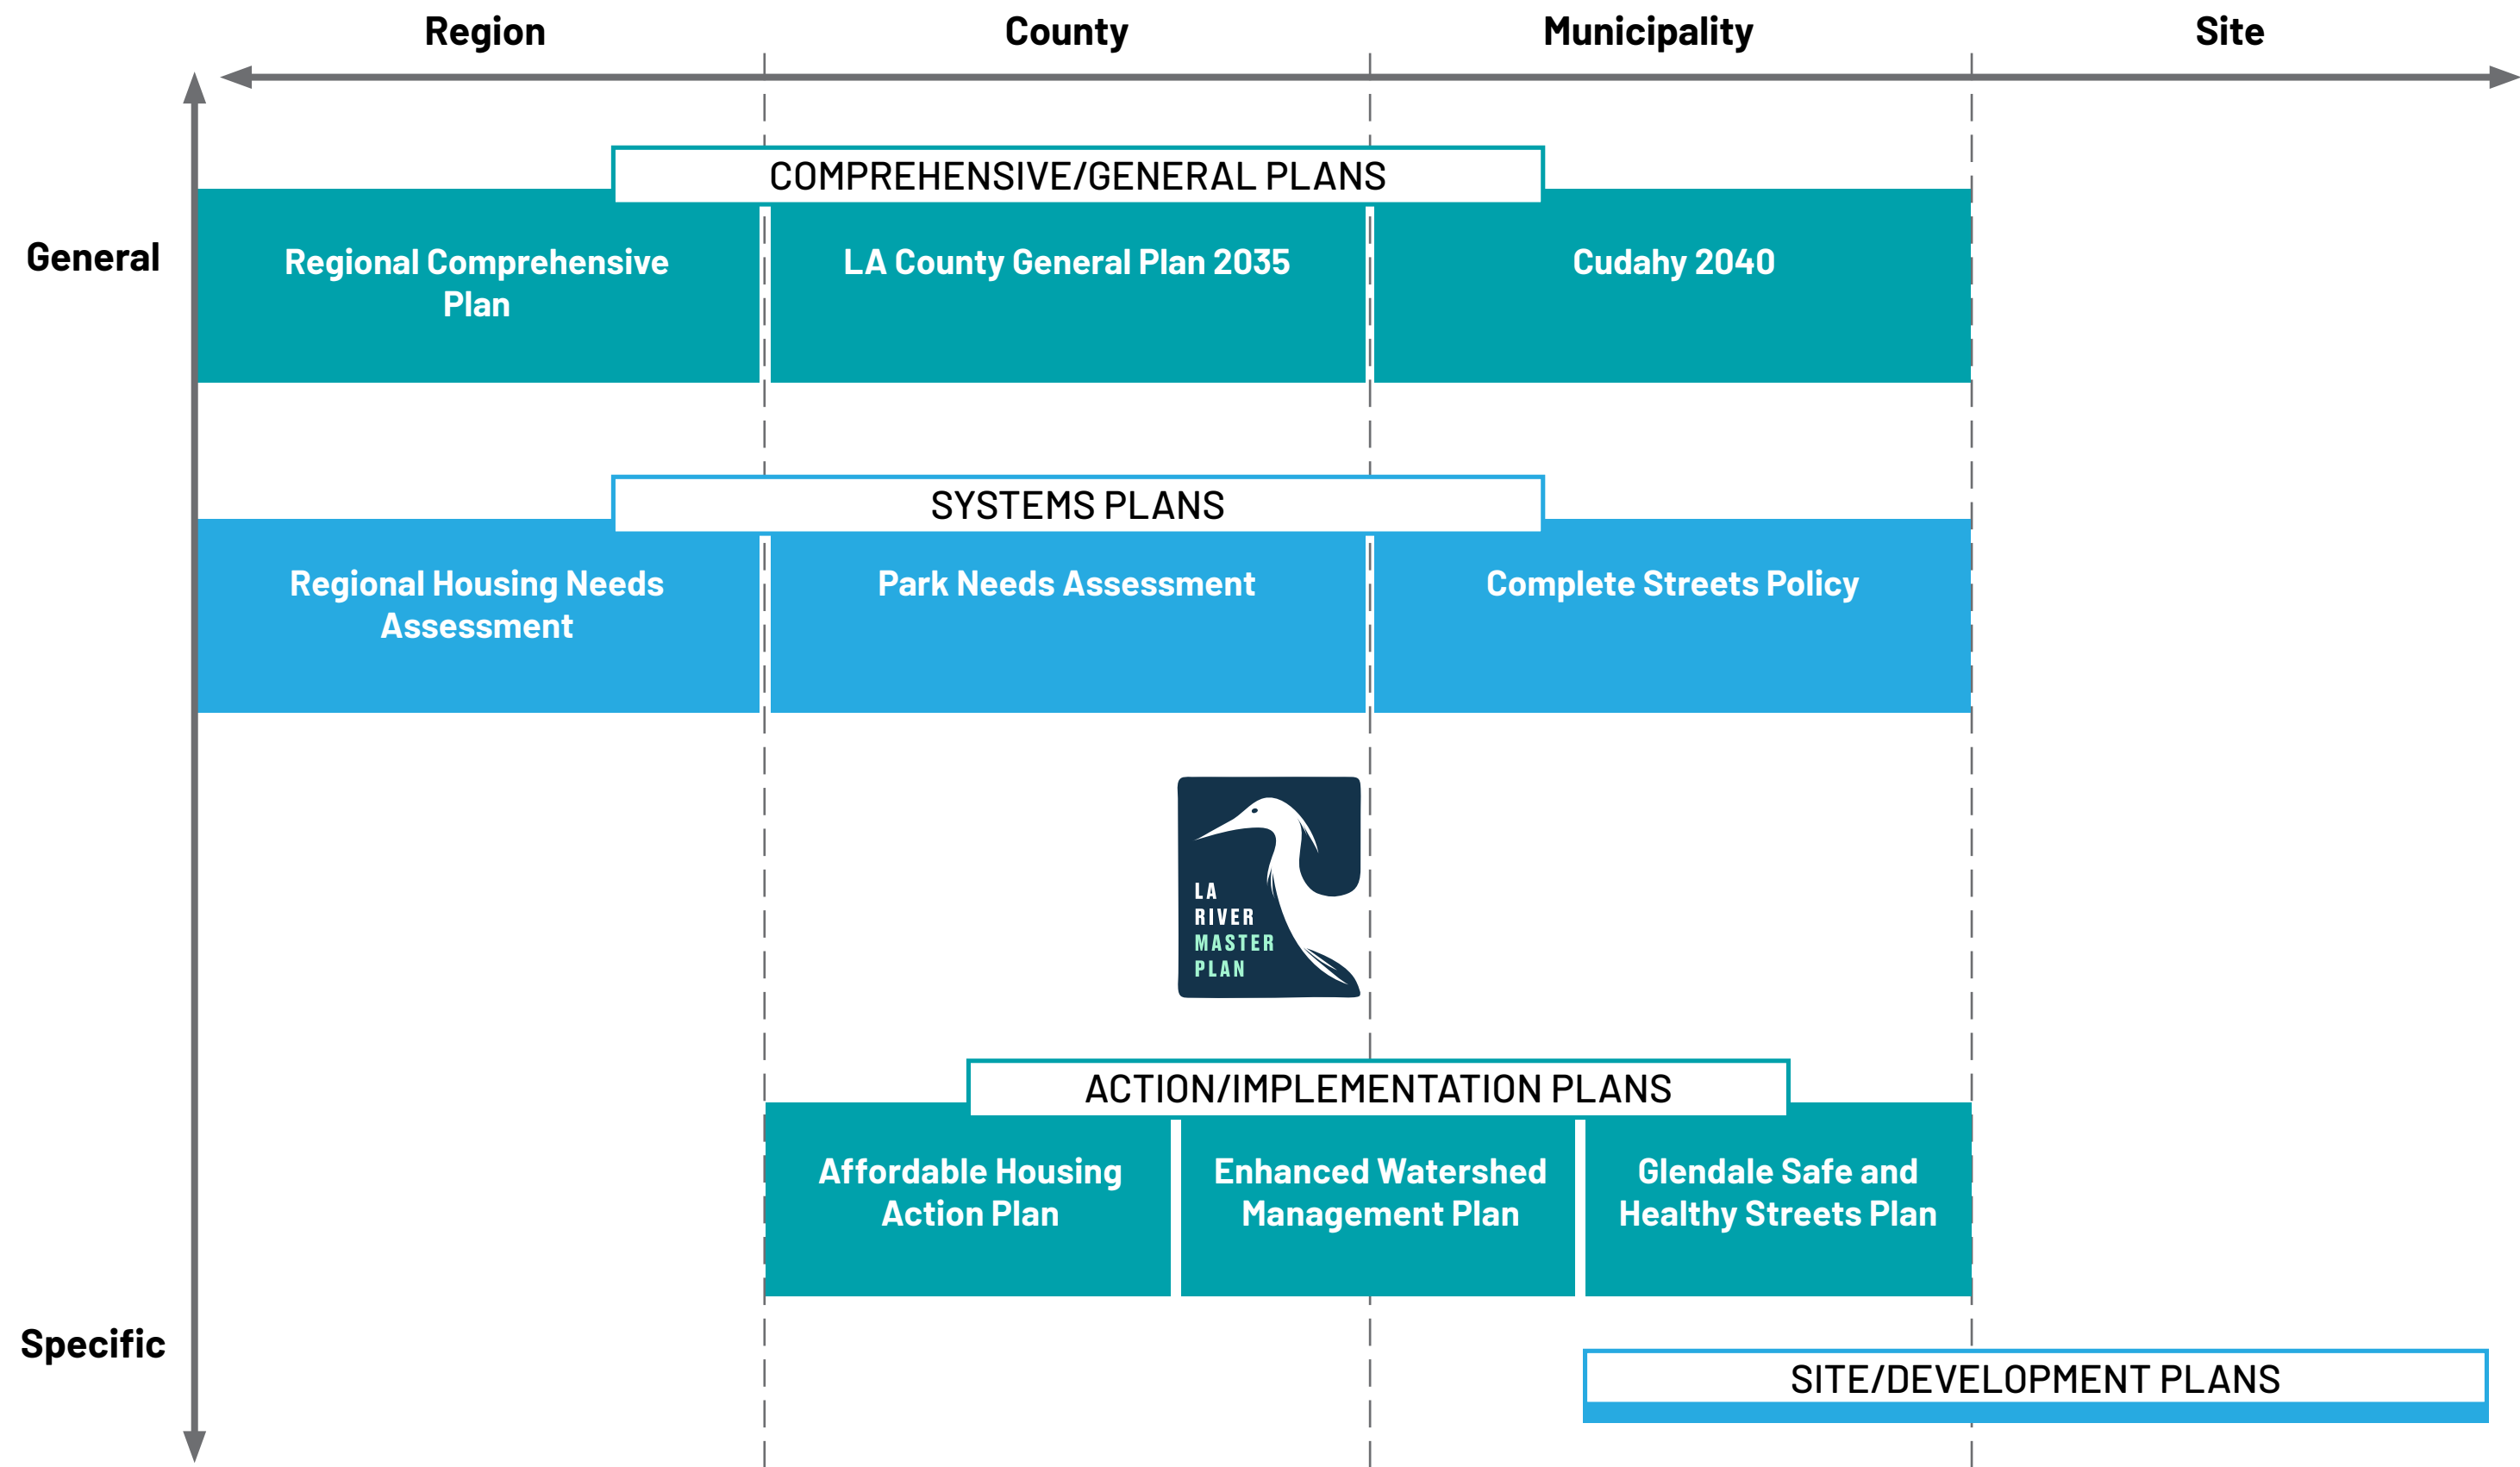 Region
County
Municipality
Site
General
COMPREHENSIVE/GENERAL PLANS
Regional Comprehensive
Plan
LA County General Plan 2035
Cudahy 2040
SYSTEMS PLANS
Regional Housing Needs
Assessment
Park Needs Assessment
Complete Streets Policy
LA
RIVER
MASTER
PLAN
ACTION/IMPLEMENTATION PLANS
Affordable Housing
Action Plan
Enhanced Watershed
Management Plan
Glendale Safe and
Healthy Streets Plan
Specific
SITE/DEVELOPMENT PLANS